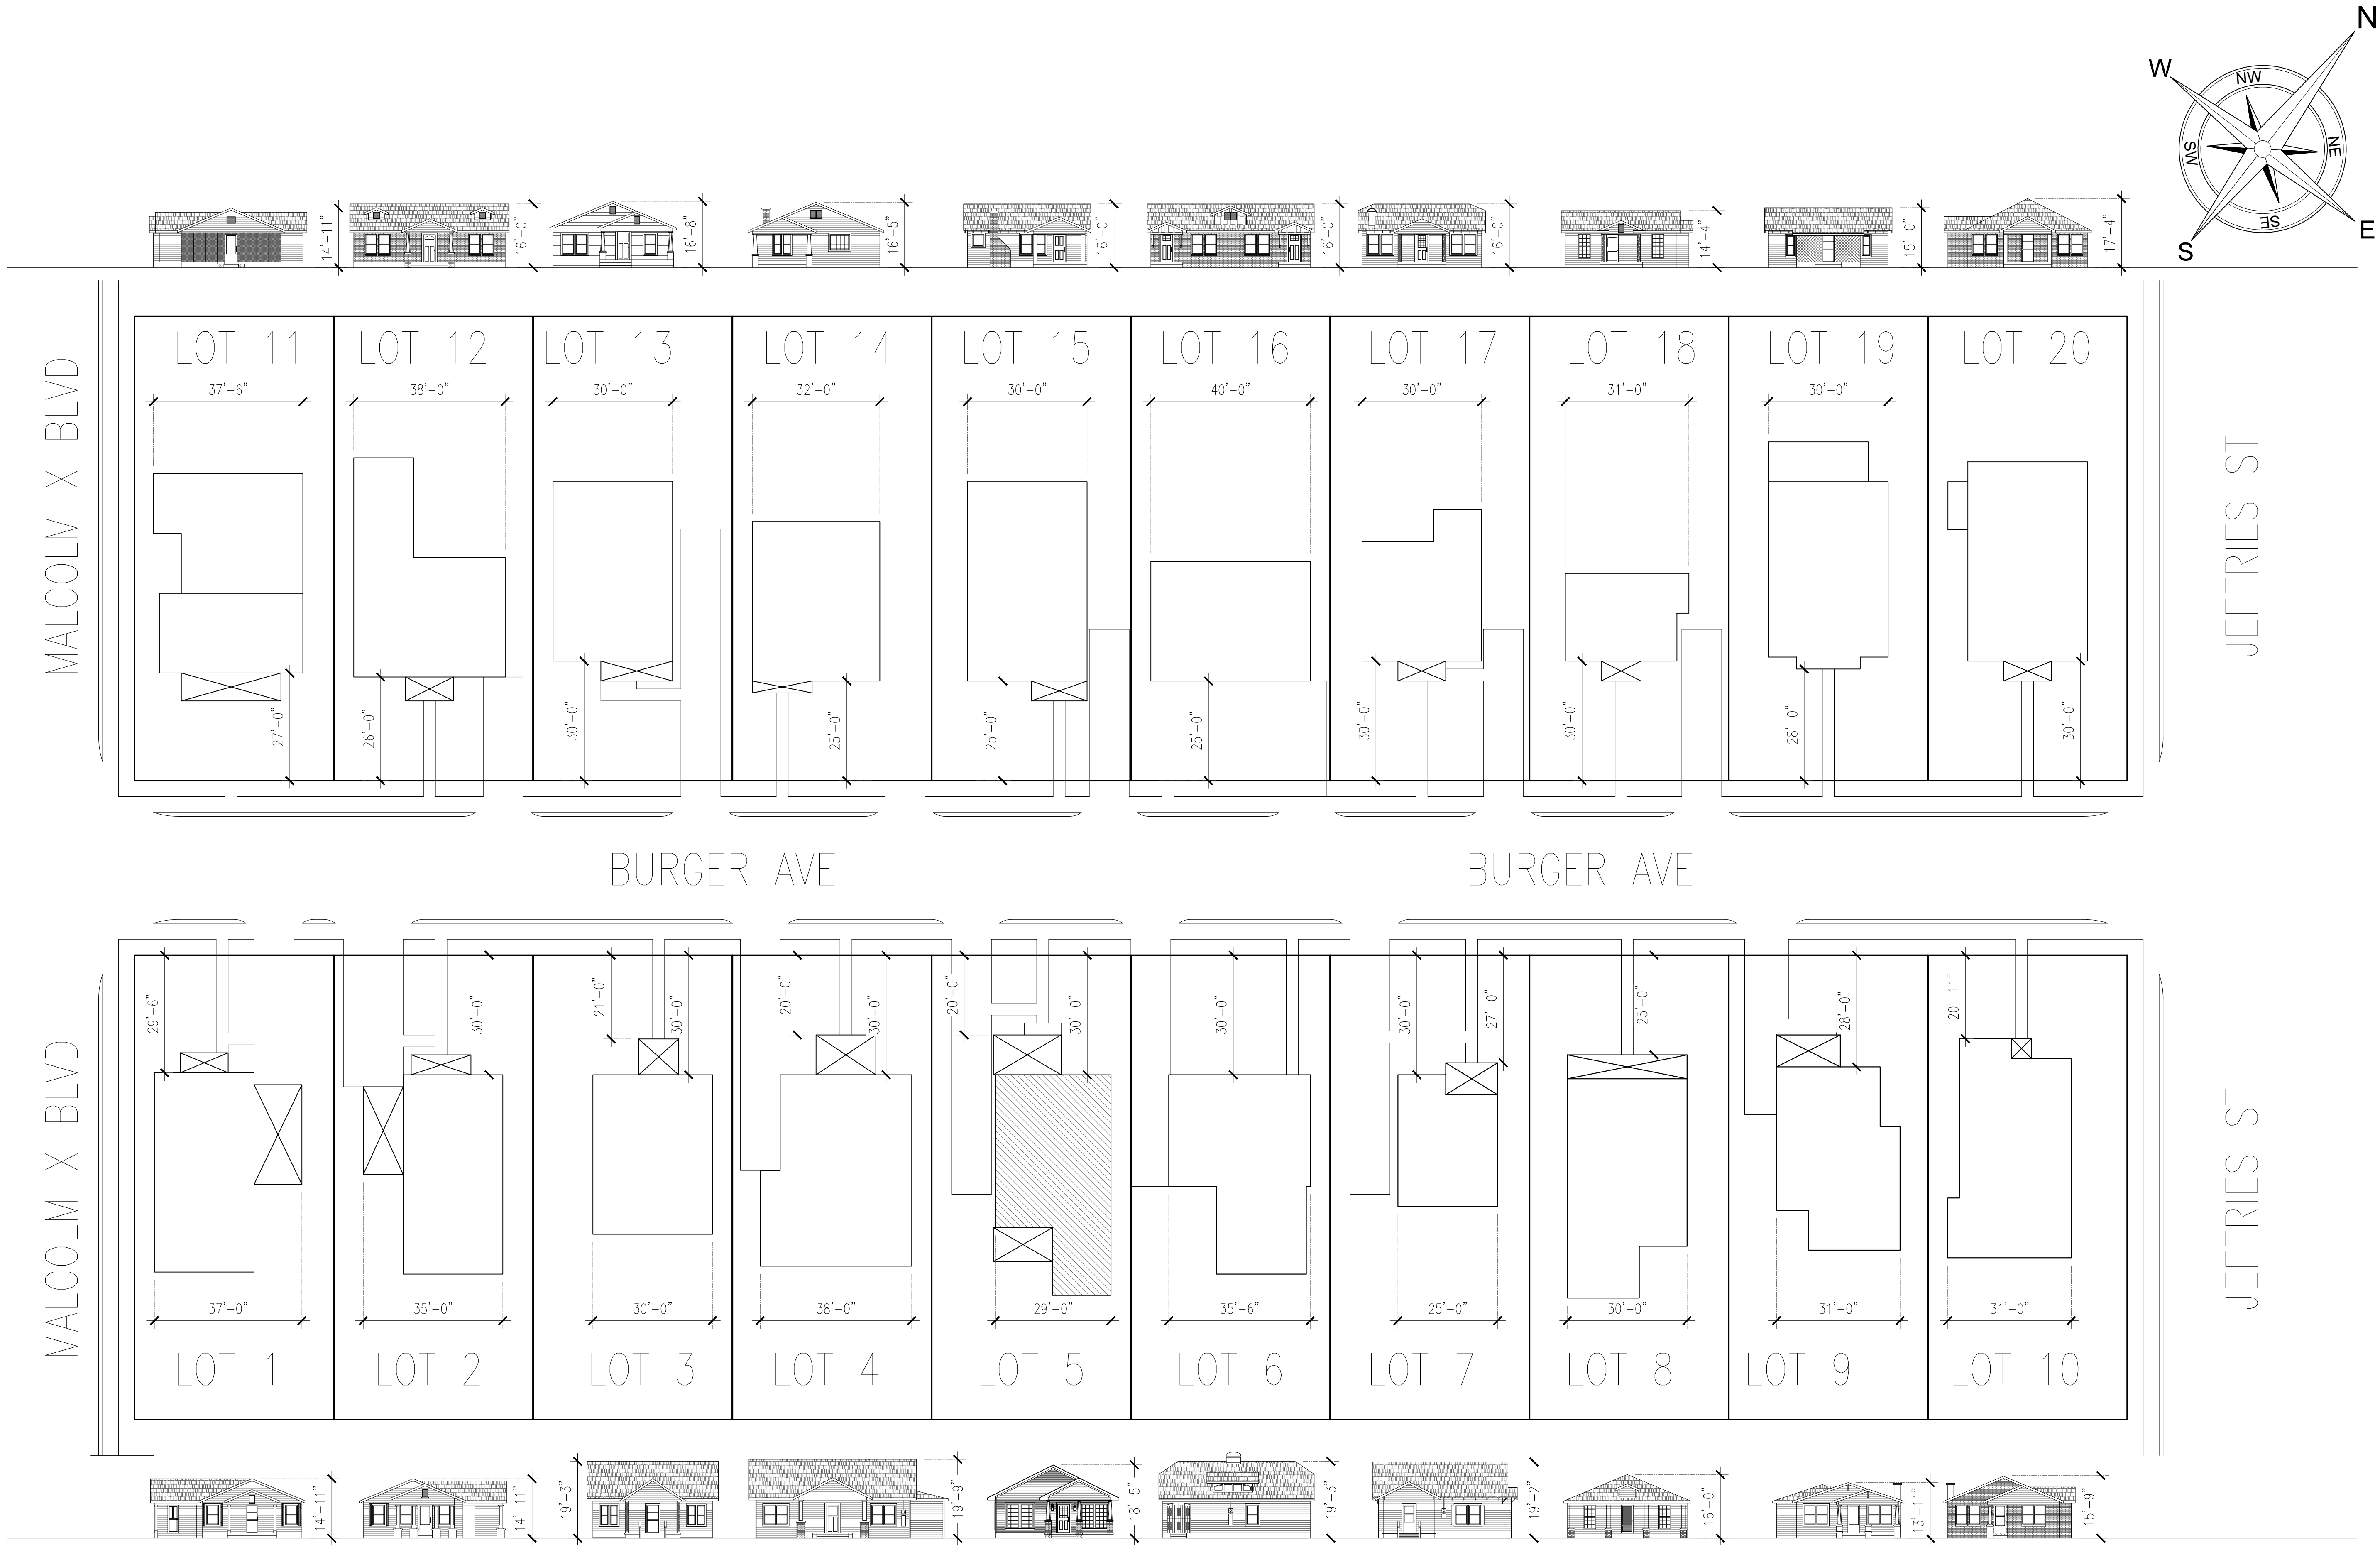 N
W
NW
NE
SW
SE
E
S
14'-11"
16'-0"
16'-8"
16'-5"
16'-0"
16'-0"
16'-0"
14'-4"
15'-0"
17'-4"
LOT 11
LOT 12
LOT 13
LOT 14
LOT 15
LOT 16
LOT 17
LOT 18
LOT 19
LOT 20
37'-6"
38'-0"
30'-0"
32'-0"
30'-0"
40'-0"
30'-0"
31'-0"
30'-0"
MALCOLM X BLVD
JEFFRIES ST
27'-0"
26'-0"
30'-0"
25'-0"
25'-0"
25'-0"
30'-0"
30'-0"
28'-0"
30'-0"
BURGER AVE
BURGER AVE
29'-6"
30'-0"
21'-0"
30'-0"
20'-0"
30'-0"
20'-0"
30'-0"
30'-0"
30'-0"
27'-0"
25'-0"
28'-0"
20'-11"
MALCOLM X BLVD
JEFFRIES ST
37'-0"
35'-0"
30'-0"
38'-0"
29'-0"
35'-6"
25'-0"
30'-0"
31'-0"
31'-0"
LOT 1
LOT 2
LOT 3
LOT 4
LOT 5
LOT 6
LOT 7
LOT 8
LOT 9
LOT 10
14'-11"
14'-11"
19'-3"
19'-9"
18'-5"
19'-3"
19'-2"
16'-0"
13'-11"
15'-9"